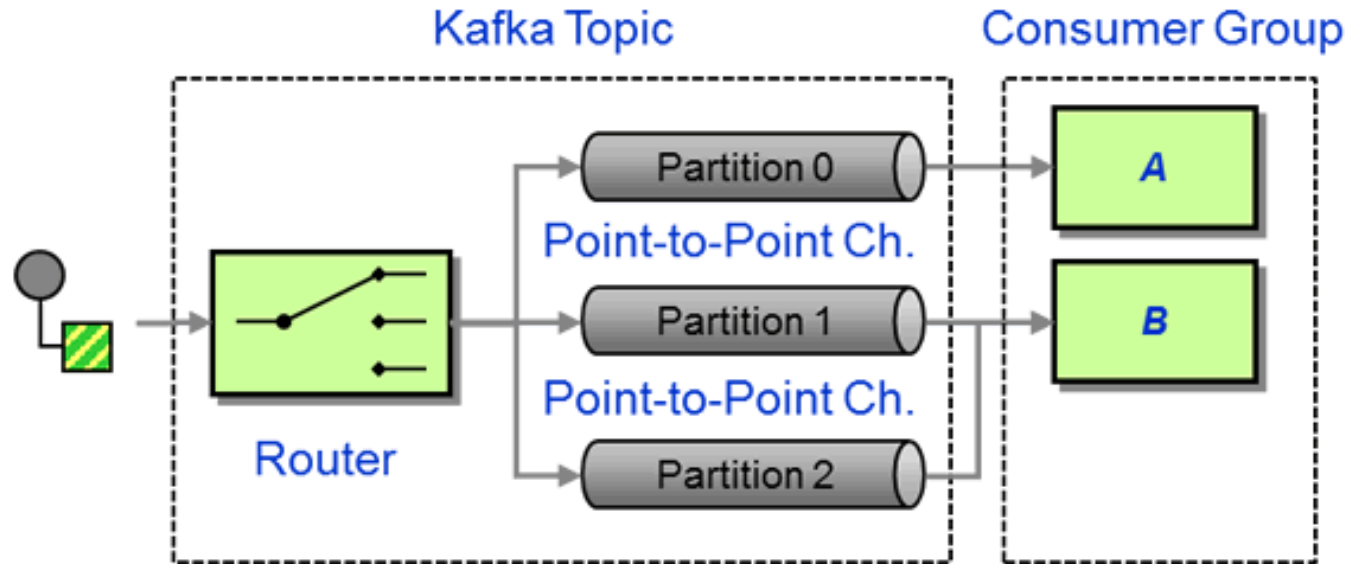 Kafka Topic
Consumer Group
Partition 0
A
Point-to-Point Ch.
Partition 1
B
Point-to-Point Ch.
Router
Partition 2